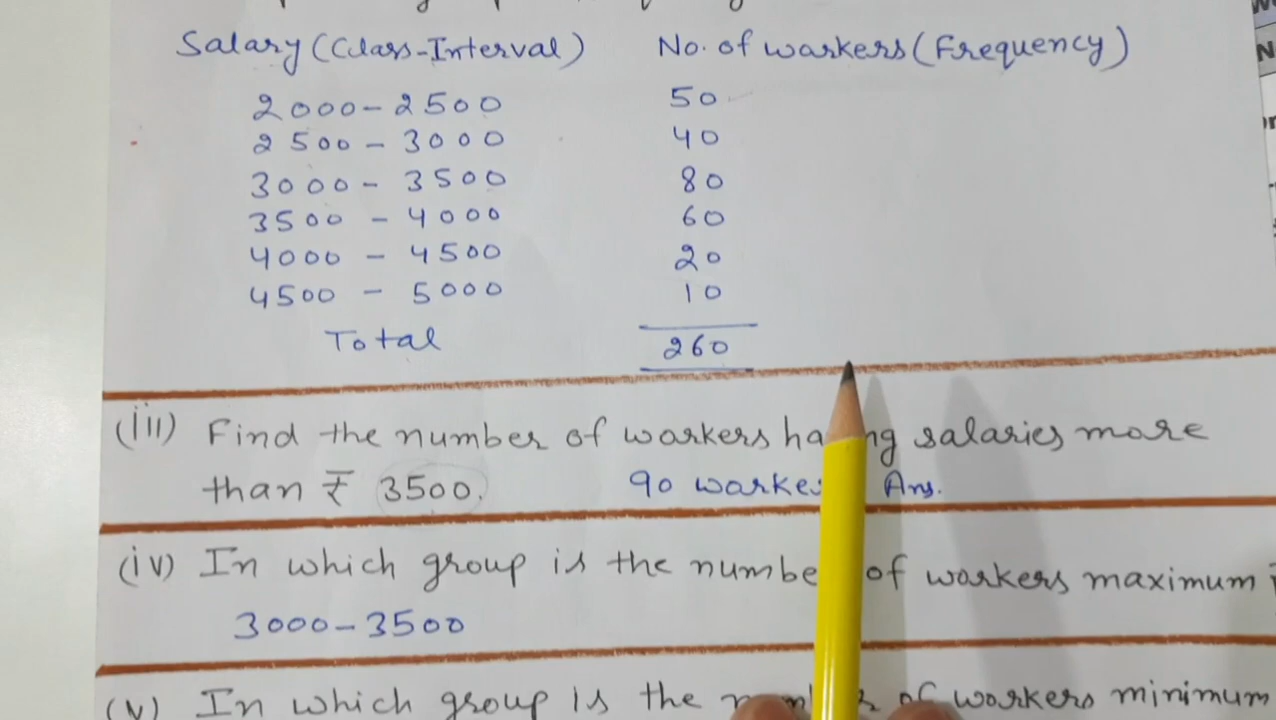 Salary (Class-Interval) No. of workers (Frequency)
2000 - 2500 50
2500 - 3000 40
3000 - 3500 80
3500 - 4000 60
4000 - 4500 20
4500 - 5000 10
Total 260
(iii) Find the number of workers salaries more
than ₹ 3500. 90 Ans.
(iv) In which group is the of workers maximum
3000-3500
(v) In which group is the of workers minimum